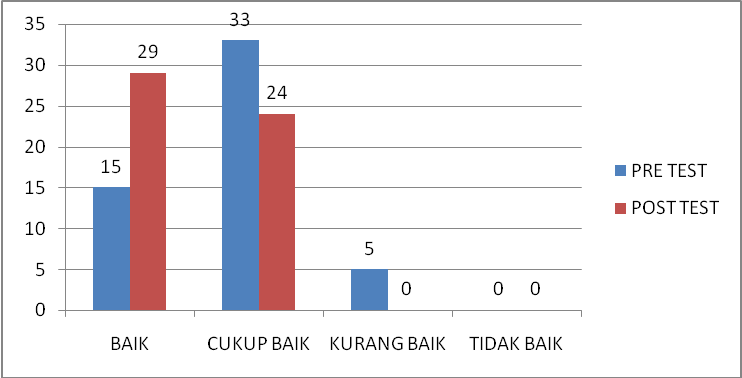 35
30
25
20
15
10
5
0
15
29
33
24
5
0
0
0
BAIK
CUKUP BAIK
KURANG BAIK
TIDAK BAIK
PRE TEST
POST TEST